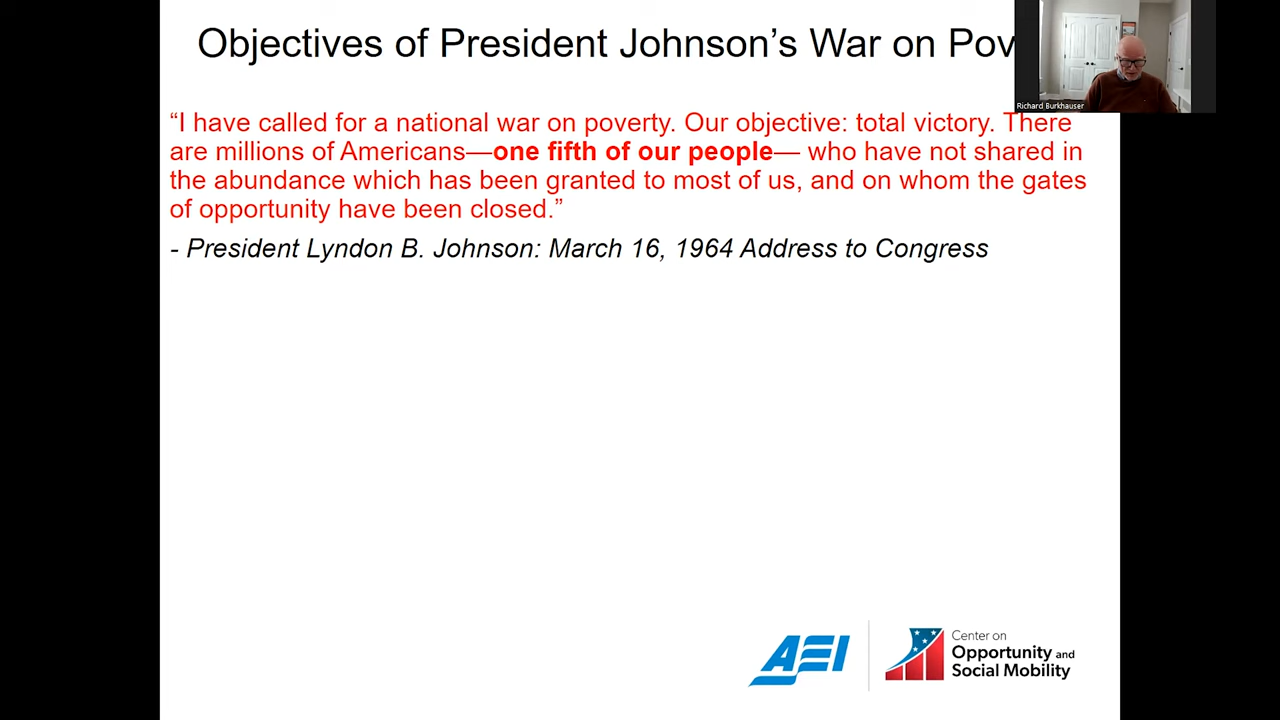 Objectives of President Johnson’s War on Pov
Richard Burkhauser
“I have called for a national war on poverty. Our objective: total victory. There
are millions of Americans—one fifth of our people— who have not shared in
the abundance which has been granted to most of us, and on whom the gates
of opportunity have been closed.”
- President Lyndon B. Johnson: March 16, 1964 Address to Congress
AEI
Center on
Opportunity and
Social Mobility